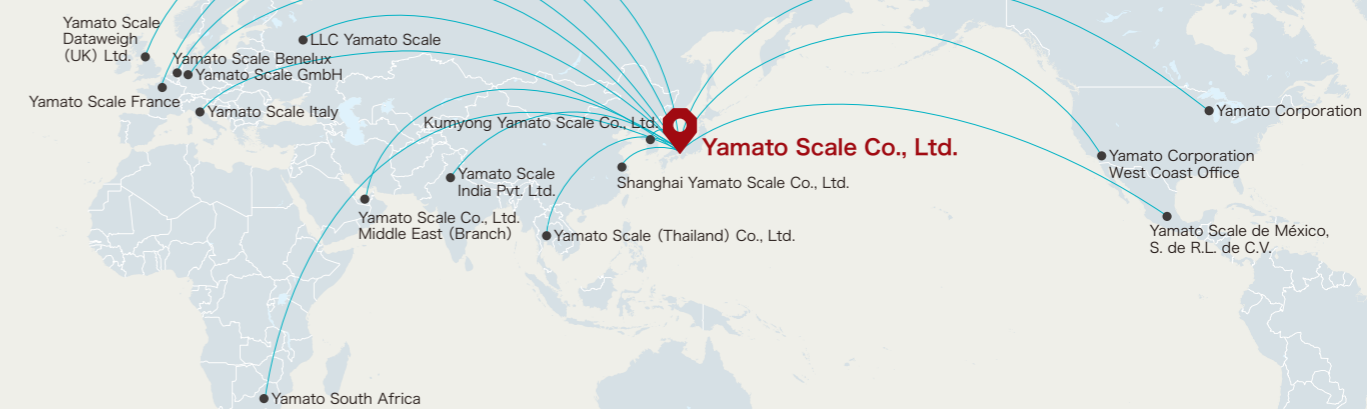 Yamato Scale
Dataweigh
（UK）Ltd.
LLC Yamato Scale
Yamato Scale Benelux
Yamato Scale GmbH
Yamato Scale France
Yamato Scale Italy
Kumyong Yamato Scale Co., Ltd.
Yamato Scale Co., Ltd.
Yamato Corporation
Yamato Corporation
West Coast Office
Yamato Scale
India Pvt. Ltd.
Shanghai Yamato Scale Co., Ltd.
Yamato Scale Co., Ltd.
Middle East（Branch）
Yamato Scale（Thailand）Co., Ltd.
Yamato Scale de México,
S. de R.L. de C.V.
Yamato South Africa